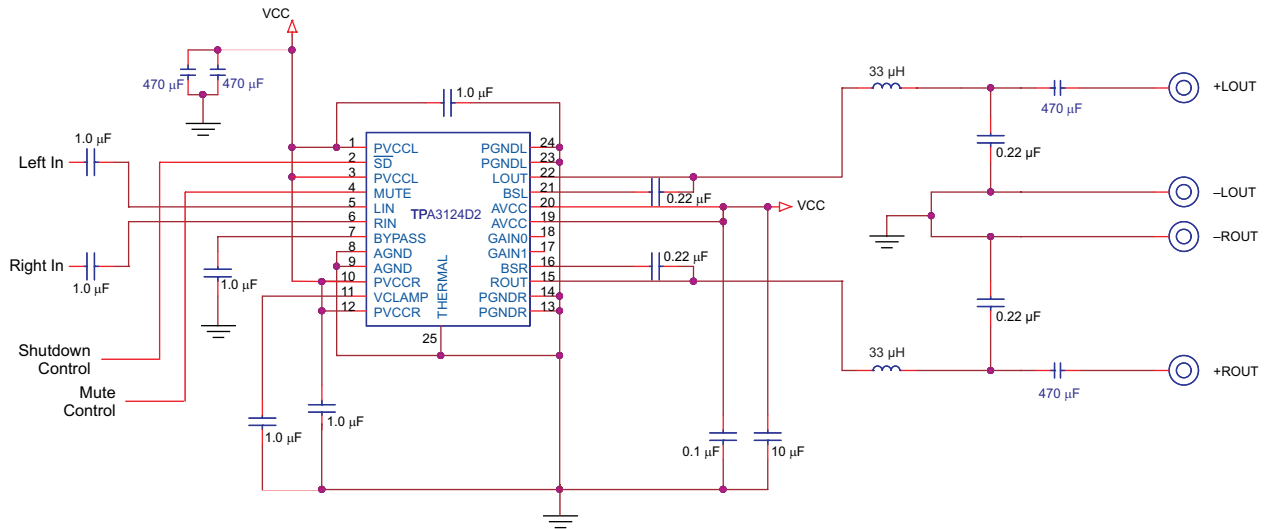 VCC
470 µF 470 µF
1.0 µF
1.0 µF
Left In
Right In
1.0 µF
1.0 µF
Shutdown
Control
Mute
Control
1.0 µF
1.0 µF
TPA3124D2
1 PVCCL
2 SD
3 PVCCL
4 MUTE
5 LIN
6 RIN
7 BYPASS
8 AGND
9 AGND
10 PVCCR
11 VCLAMP
12 PVCCR
THERMAL
25
PGNDL 24
PGNDL 23
LOUT 22
BSL 21
AVCC 20
AVCC 19
GAIN0 18
GAIN1 17
BSR 16
ROUT 15
PGNDR 14
PGNDR 13
0.22 µF
VCC
0.22 µF
0.1 µF
10 µF
33 µH
470 µF
+LOUT
0.22 µF
–LOUT
–ROUT
0.22 µF
33 µH
470 µF
+ROUT